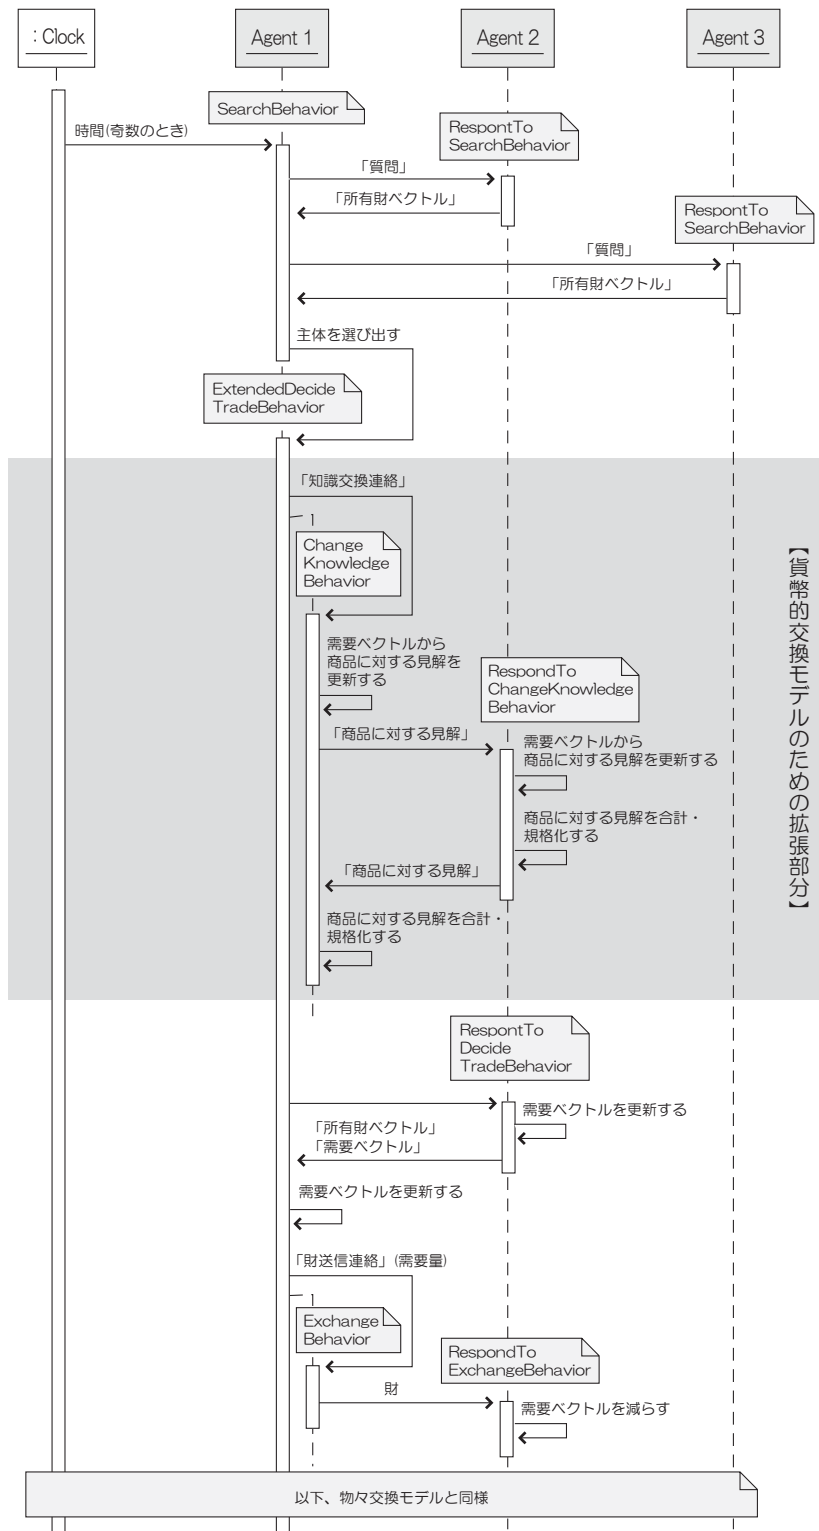 : Clock
Agent 1
Agent 2
Agent 3
SearchBehavior
時間(奇数のとき)
RespontTo
SearchBehavior
「質問」
「所有財ベクトル」
RespontTo
SearchBehavior
「質問」
「所有財ベクトル」
主体を選び出す
ExtendedDecide
TradeBehavior
「知識交換連絡」
Change
Knowledge
Behavior
【貨幣的交換モデルのための拡張部分】
需要ベクトルから
商品に対する見解を
更新する
RespondTo
ChangeKnowledge
Behavior
「商品に対する見解」
需要ベクトルから
商品に対する見解を更新する
商品に対する見解を合計・
規格化する
「商品に対する見解」
商品に対する見解を合計・
規格化する
RespontTo
Decide
TradeBehavior
需要ベクトルを更新する
「所有財ベクトル」
「需要ベクトル」
需要ベクトルを更新する
「財送信連絡」(需要量)
Exchange
Behavior
RespondTo
ExchangeBehavior
財
需要ベクトルを減らす
以下、物々交換モデルと同様